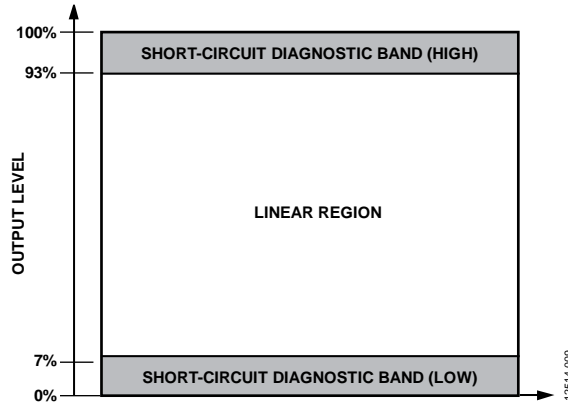 100%
SHORT-CIRCUIT DIAGNOSTIC BAND (HIGH)
93%
OUTPUT LEVEL
LINEAR REGION
7%
SHORT-CIRCUIT DIAGNOSTIC BAND (LOW)
0%